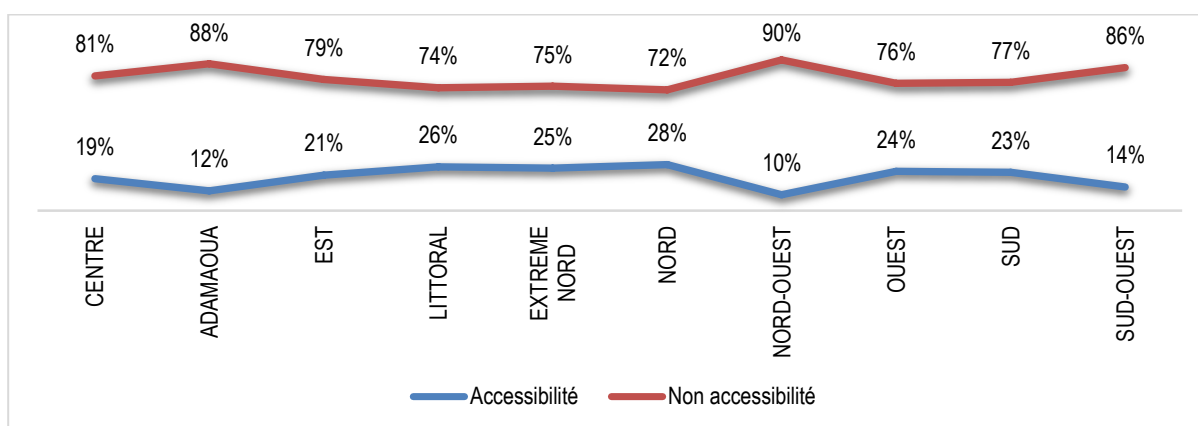 81% 88% 79% 74% 75% 72% 90% 76% 77% 86%
19% 12% 21% 26% 25% 28% 10% 24% 23% 14%
CENTRE
ADAMAOUA
EST
LITTORAL
EXTREME
NORD
NORD
NORD-OUEST
OUEST
SUD
SUD-OUEST
Accessibilité Non accessibilité